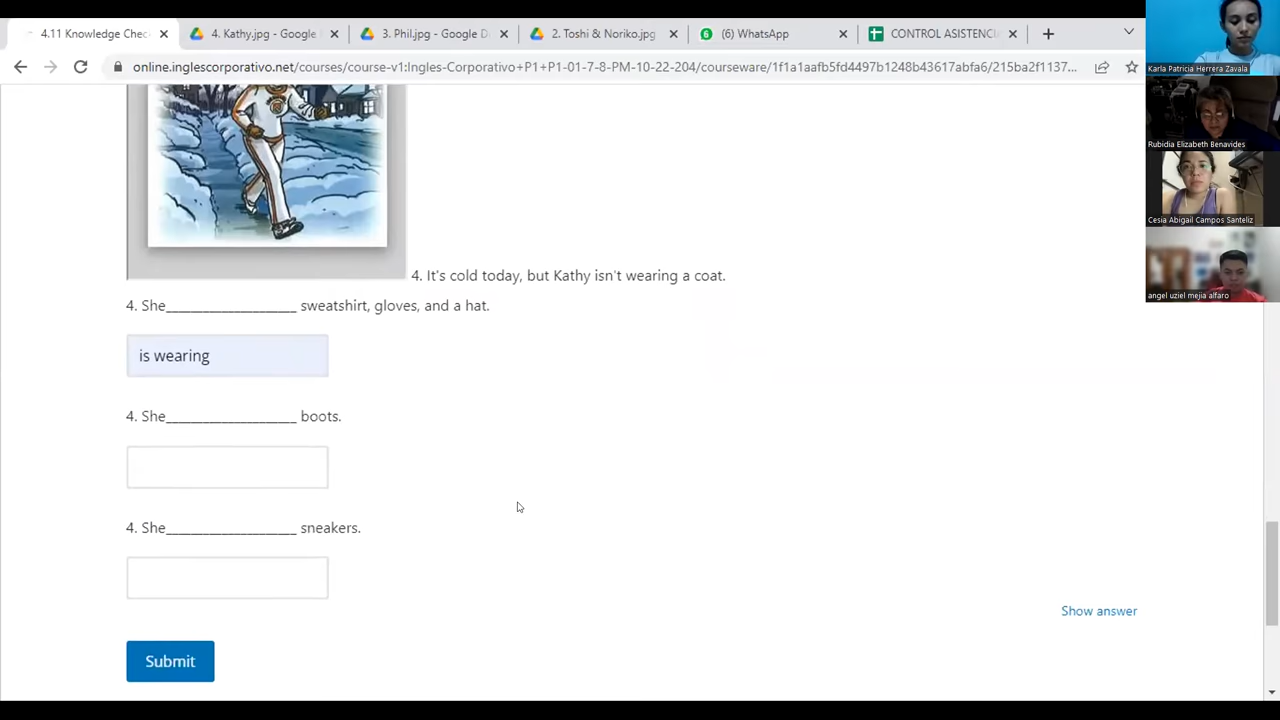 4.11 Knowledge Chec
4. Kathy.jpg - Google
3. Phil.jpg - Google D
2. Toshi & Noriko.jpg
(6) WhatsApp
CONTROL ASISTENCI
online.inglescorporativo.net/courses/course-v1:Ingles-Corporativo+P1+P1-01-7-8-PM-10-22-204/courseware/1f1a1aafb5fd4497b1248b43617abfa6/215ba2f1137...
Karla Patricia Herrera Zavala
Rubidia Elizabeth Benavides
Cesia Abigail Campos Santeliz
angel uziel mejia alfaro
4. It's cold today, but Kathy isn't wearing a coat.
4. She____________________ sweatshirt, gloves, and a hat.
is wearing
4. She____________________ boots.
4. She____________________ sneakers.
Show answer
Submit